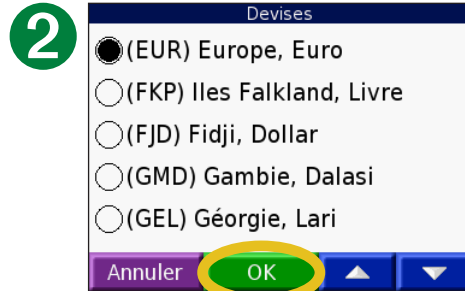 2
Devises
(EUR) Europe, Euro
(FKP) Iles Falkland, Livre
(FJD) Fidji, Dollar
(GMD) Gambie, Dalasi
(GEL) Géorgie, Lari
Annuler OK